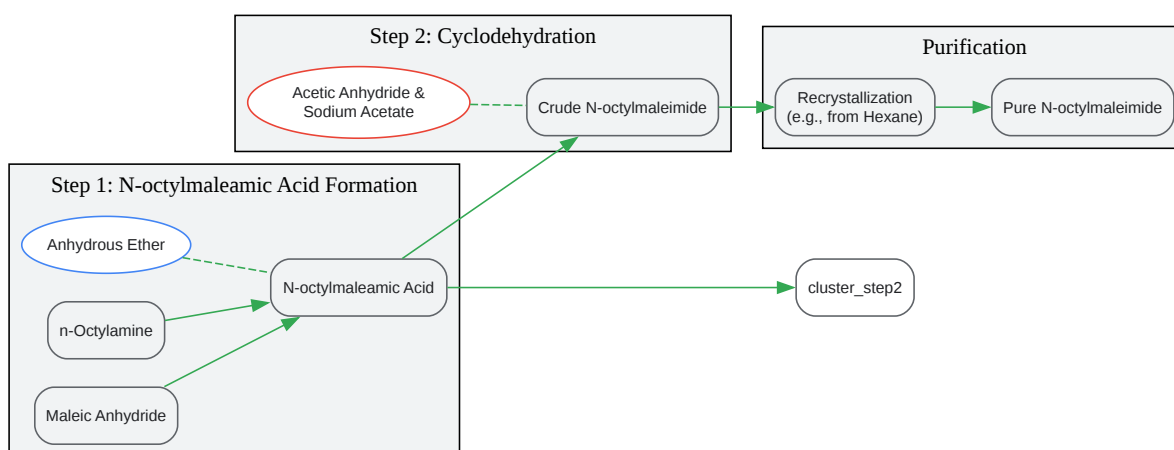 Step 2: Cyclodehydration
Acetic Anhydride &
Sodium Acetate
Crude N-octylmaleimide
Purification
Recrystallization
(e.g., from Hexane)
Pure N-octylmaleimide
Step 1: N-octylmaleamic Acid Formation
Anhydrous Ether
N-octylmaleamic Acid
n-Octylamine
Maleic Anhydride
cluster_step2